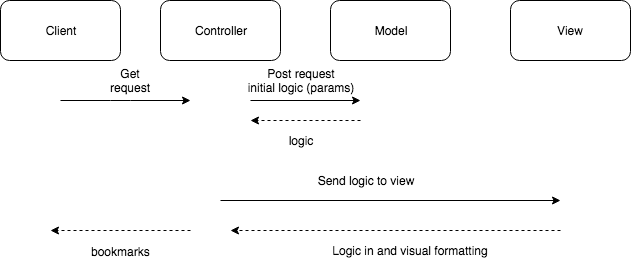 Client
Controller
Model
View
Get
request
Post request
initial logic (params)
logic
Send logic to view
bookmarks
Logic in and visual formatting